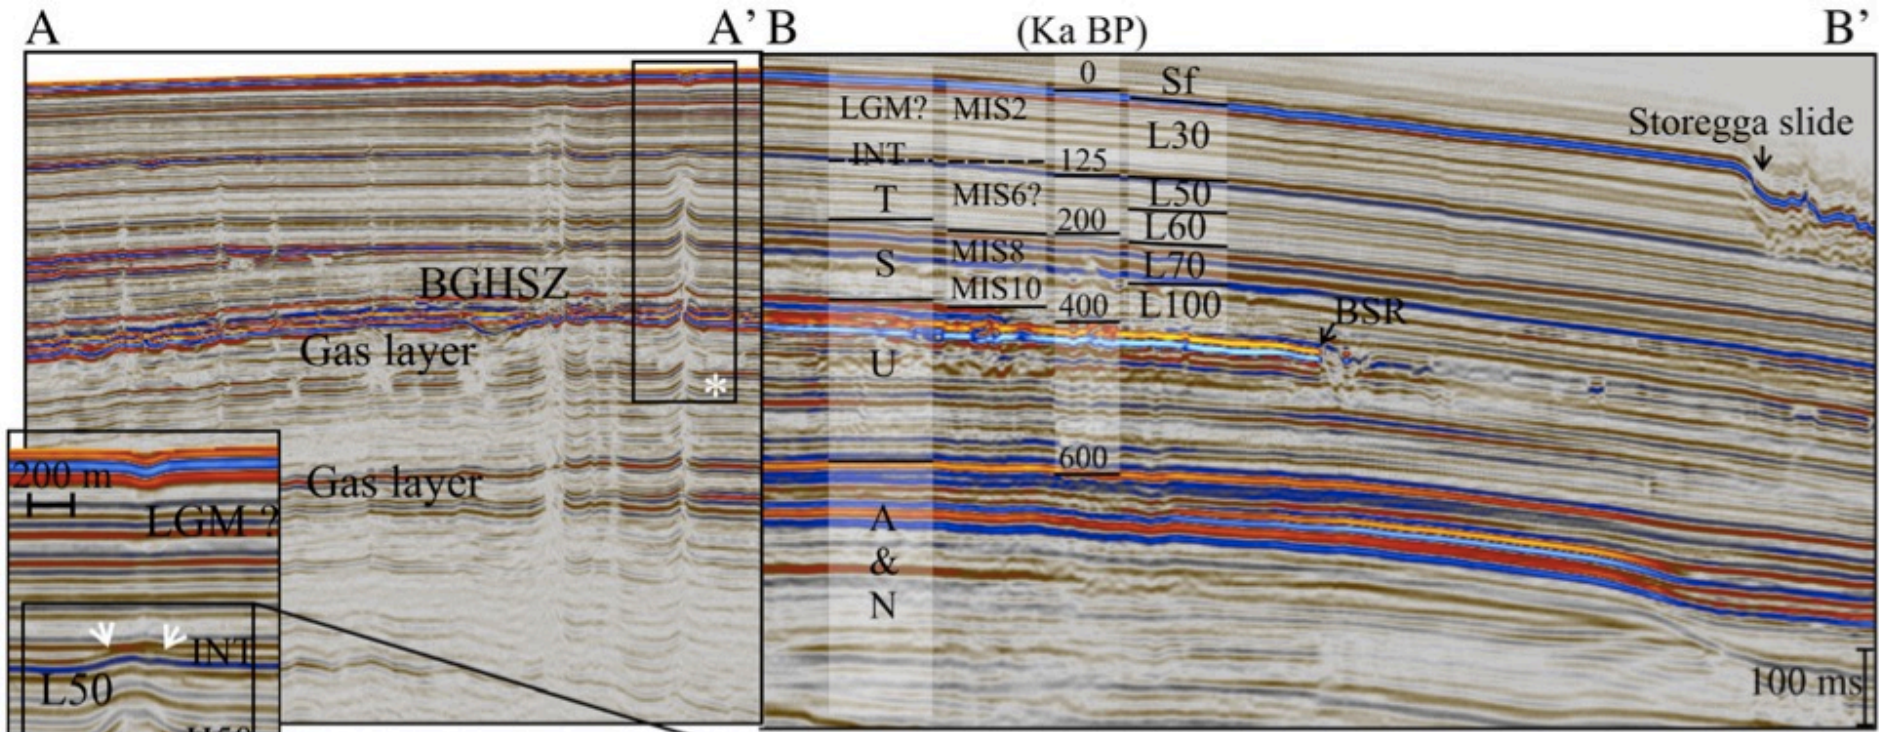 A
A’
B
(Ka BP)
B’
0
Sf
LGM?
MIS2
L30
Storegga slide
INT
125
T
MIS6?
L50
200
L60
S
MIS8
L70
BGHSZ
MIS10
400
L100
BSR
Gas layer
U
*
600
200 m
Gas layer
LGM ?
A
&
N
INT
L50
100 ms